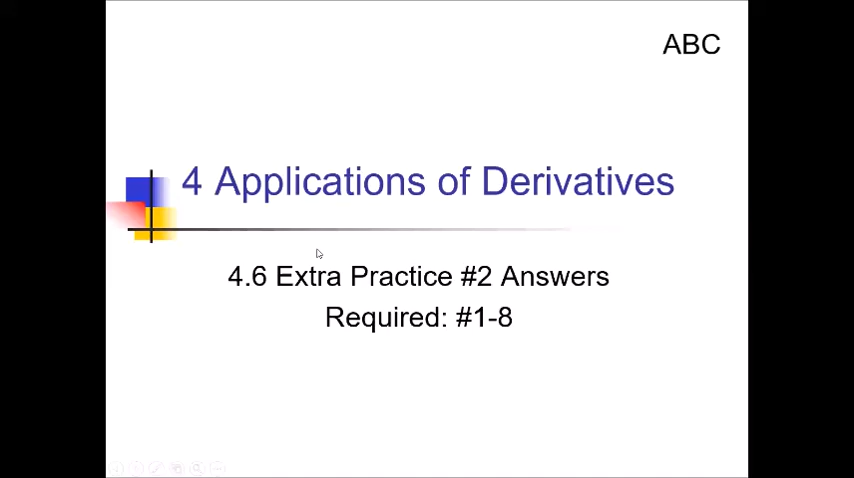 ABC
4 Applications of Derivatives
4.6 Extra Practice #2 Answers
Required: #1-8